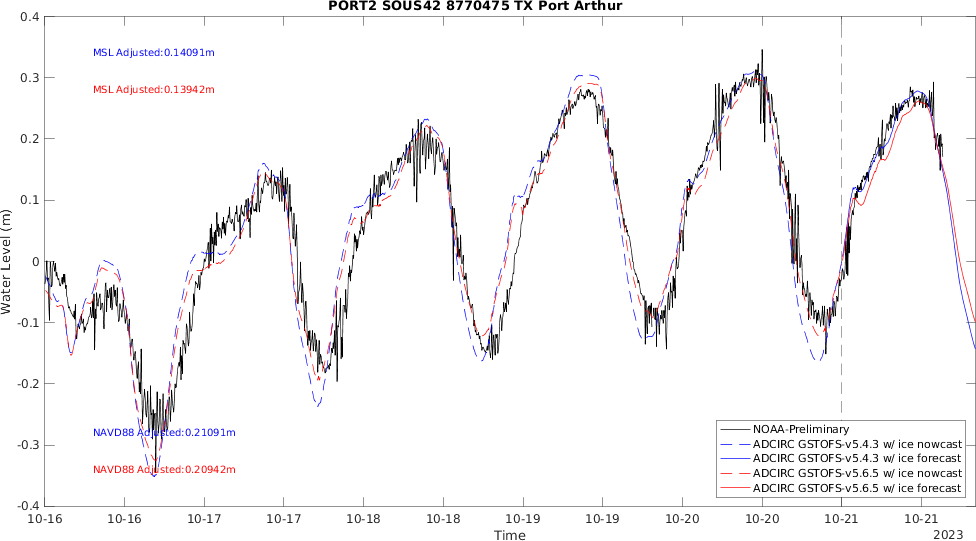 PORT2 SOUS42 8770475 TX Port Arthur
0.4
0.3
0.2
0.1
0
-0.1
-0.2
-0.3
-0.4
Water Level (m)
MSL Adjusted:0.14091m
MSL Adjusted:0.13942m
NAVD88 Adjusted:0.21091m
NAVD88 Adjusted:0.20942m
NOAA-Preliminary
ADCIRC GSTOFS-v5.4.3 w/ ice nowcast
ADCIRC GSTOFS-v5.4.3 w/ ice forecast
ADCIRC GSTOFS-v5.6.5 w/ ice nowcast
ADCIRC GSTOFS-v5.6.5 w/ ice forecast
10-16 10-16 10-17 10-17 10-18 10-18 10-19 10-19 10-20 10-20 10-21 10-21
2023
Time